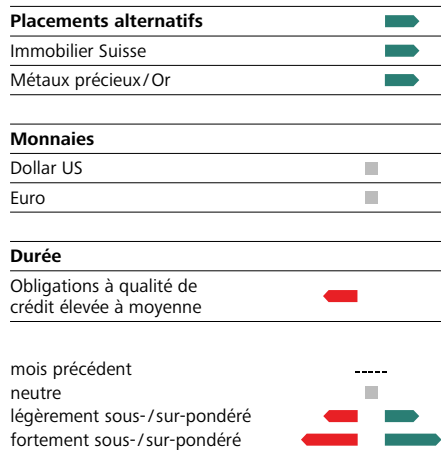 Placements alternatifs
Immobilier Suisse
Métaux précieux/Or
Monnaies
Dollar US
Euro
Durée
Obligations à qualité de
crédit élevée à moyenne
mois précédent
neutre
légèrement sous-/sur-pondéré
fortement sous-/sur-pondéré